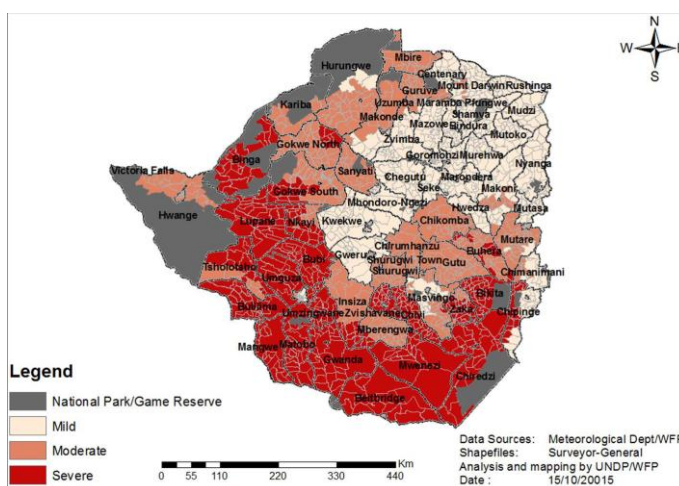 N
W
S
Hurungwe
Mbire
Centenary
Mount Darwin
Rushinga
Guruve
Kariba
Uzumba Maramba Pfungwe
Mudzi
Makonde
Shamva
Mazowe
Bindura
Mutoko
Zvimba
Binga
Gokwe North
Goromonzi
Murehwa
Nyanga
Victoria Falls
Sanyati
Chegutu
Marondera
Gokwe South
Seke
Makoni
Mhondoro-Ngezi
Hwedza
Mutasa
Hwange
Lupane
Nkayi
Kwekwe
Chikomba
Mutare
Chirumhanzu
Buhera
Bubi
Gweru
Shurugwi Town
Gutu
Chimanimani
Tsholotsho
Umguza
Shurugwi
Bikita
Masvingo
Insiza
Chipinge
Bulilima
Zvishavane
Chivi
Zaka
Umzingwane
Mberengwa
Mangwe
Matobo
Gwanda
Mwenezi
Chiredzi
Beitbridge
Legend
National Park/Game Reserve
Mild
Moderate
Severe
Km
0 55 110 220 330 440
Data Sources: Meteorological Dept/WFP
Shapefiles: Surveyor-General
Analysis and mapping by UNDP/WFP
Date : 15/10/20015